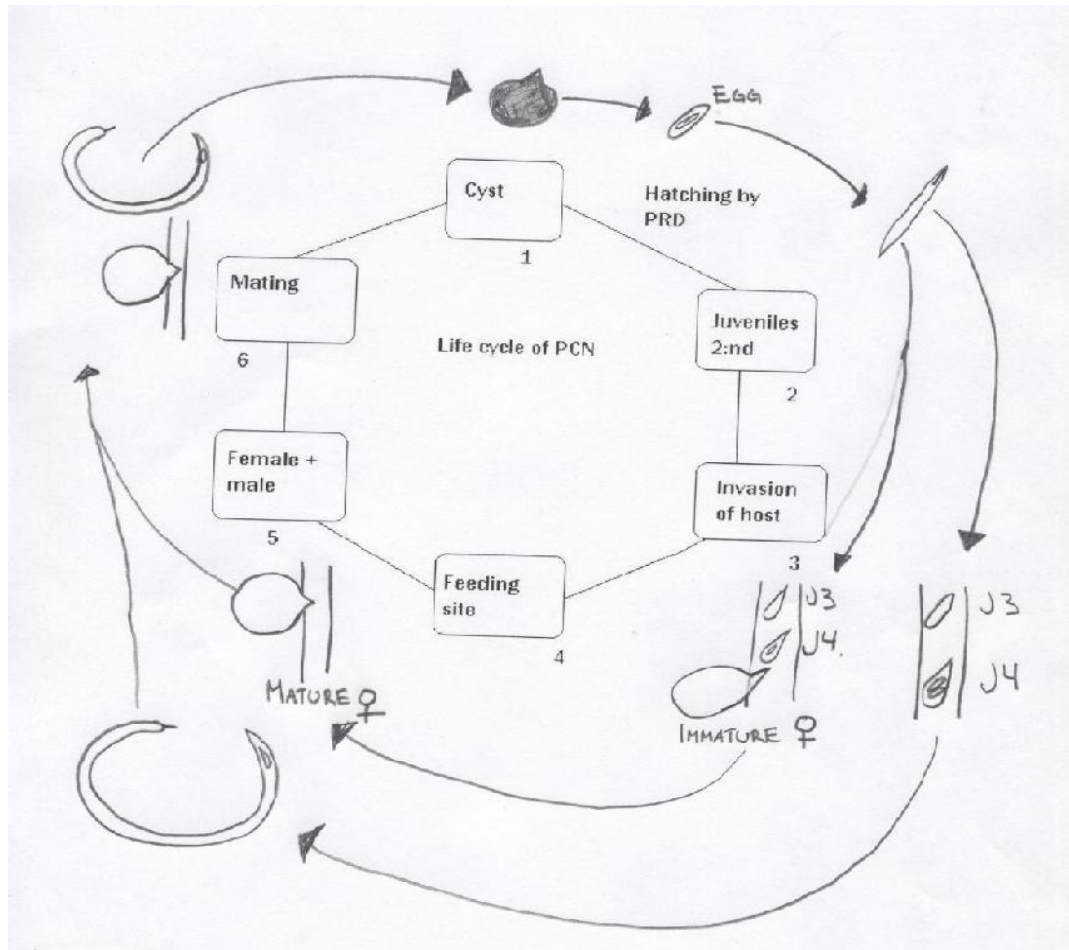 EGG
Cyst
1
Hatching by
PRD
Juveniles
2:nd
2
Life cycle of PCN
Mating
6
Invasion
of host
3
Female +
male
5
Feeding
site
4
J3
J4.
IMMATURE ♀
J3
J4
MATURE ♀